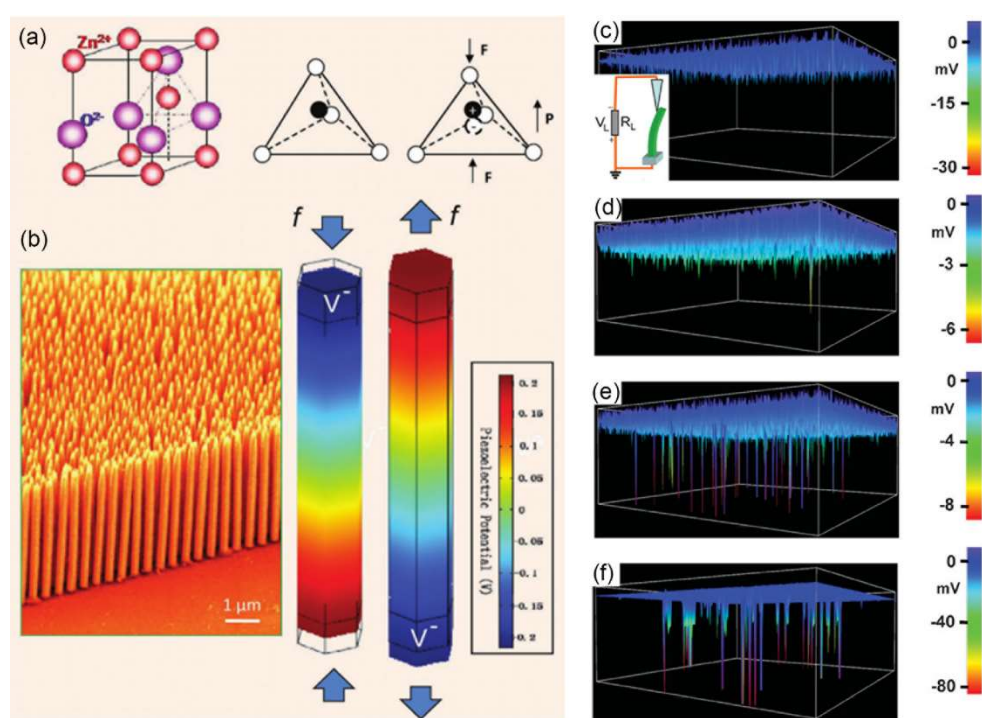 (a)
Zn²⁺
O²⁻
F
+
-
P
F
(b)
1 μm
f
V⁻
f
V⁻
Piezoelectric Potential (V)
0.2
0.15
0.1
0.05
0
0.05
0.1
0.15
0.2
(c)
V_L
R_L
-
+
0
mV
-15
-30
(d)
0
mV
-3
-6
(e)
0
mV
-4
-8
(f)
0
mV
-40
-80